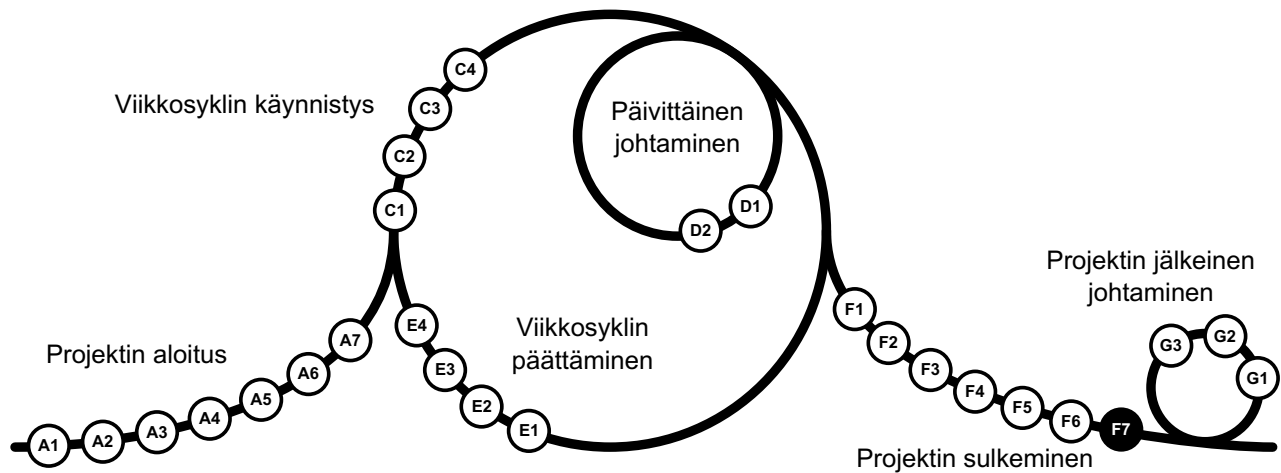 Viikkosyklin käynnistys
C4
C3
C2
C1
Päivittäinen
johtaminen
D1
D2
Projektin aloitus
A1
A2
A3
A4
A5
A6
A7
Viikkosyklin
päättäminen
E4
E3
E2
E1
F1
F2
F3
F4
F5
F6
F7
Projektin sulkeminen
Projektin jälkeinen
johtaminen
G3
G2
G1